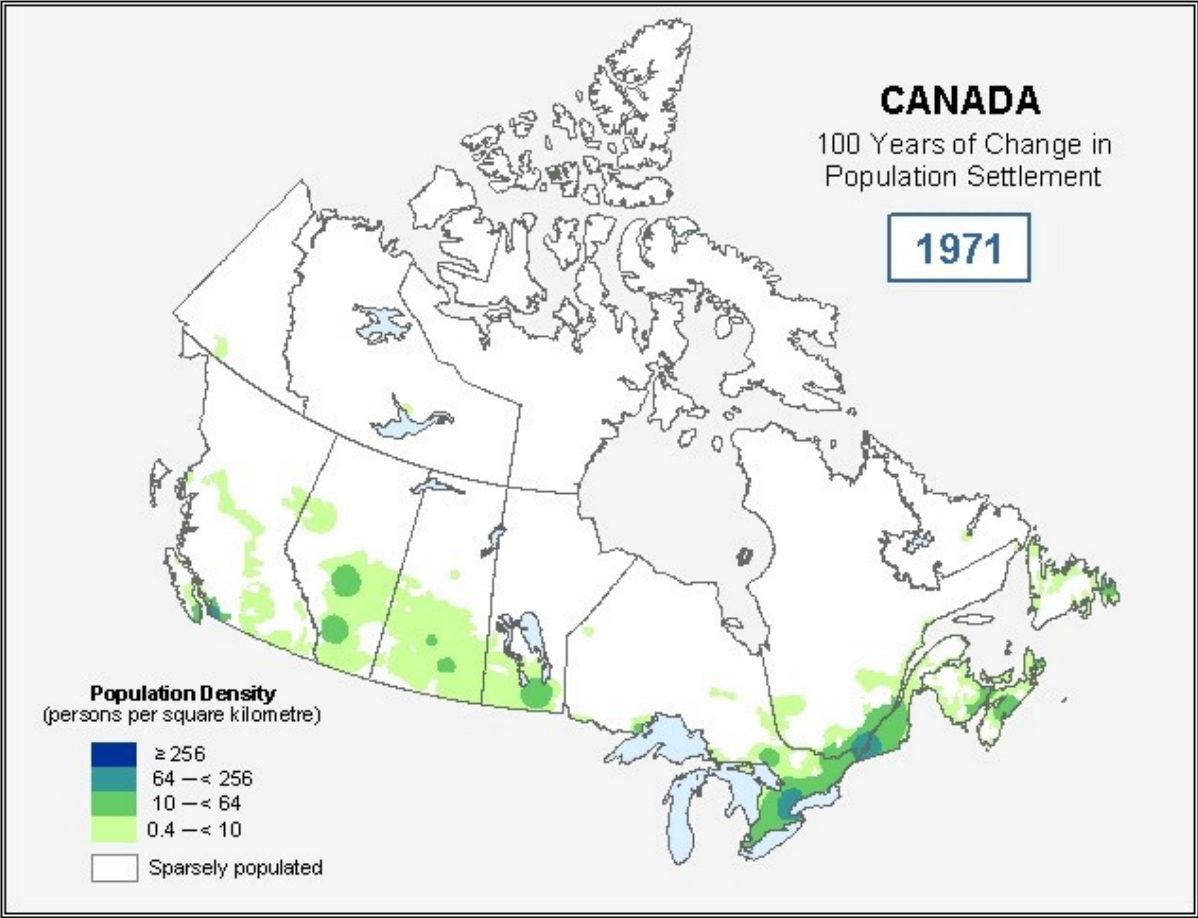 CANADA
100 Years of Change in
Population Settlement
1971
Population Density
(persons per square kilometre)
≥ 256
64 — < 256
10 — < 64
0.4 — < 10
Sparsely populated